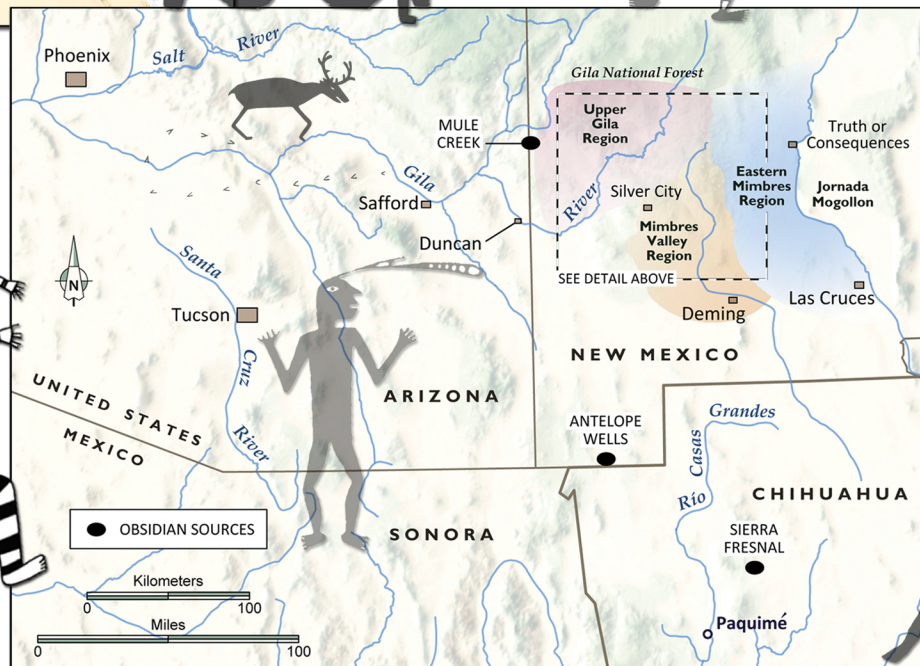 Phoenix
Salt
River
Gila National Forest
MULE
CREEK
Upper
Gila
Region
Truth or
Consequences
Gila
River
Silver City
Eastern
Mimbres
Region
Jornada
Mogollon
Safford
Duncan
Mimbres
Valley
Region
SEE DETAIL ABOVE
N
Santa
Cruz
River
Tucson
Deming
Las Cruces
NEW MEXICO
ARIZONA
UNITED STATES
MEXICO
ANTELOPE
WELLS
Río
Casas
Grandes
CHIHUAHUA
SONORA
OBSIDIAN SOURCES
SIERRA
FRESNAL
Kilometers
0 100
Miles
0 100
Paquimé